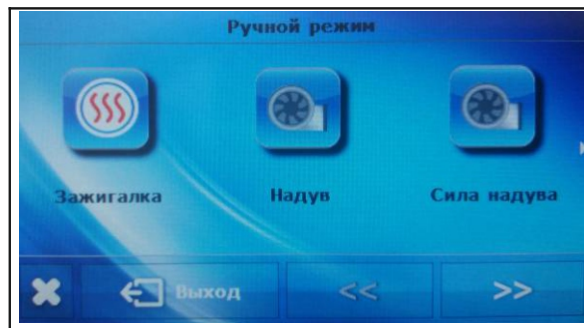 Ручной режим
Зажигалка
Надув
Сила надува
Выход
<<
>>